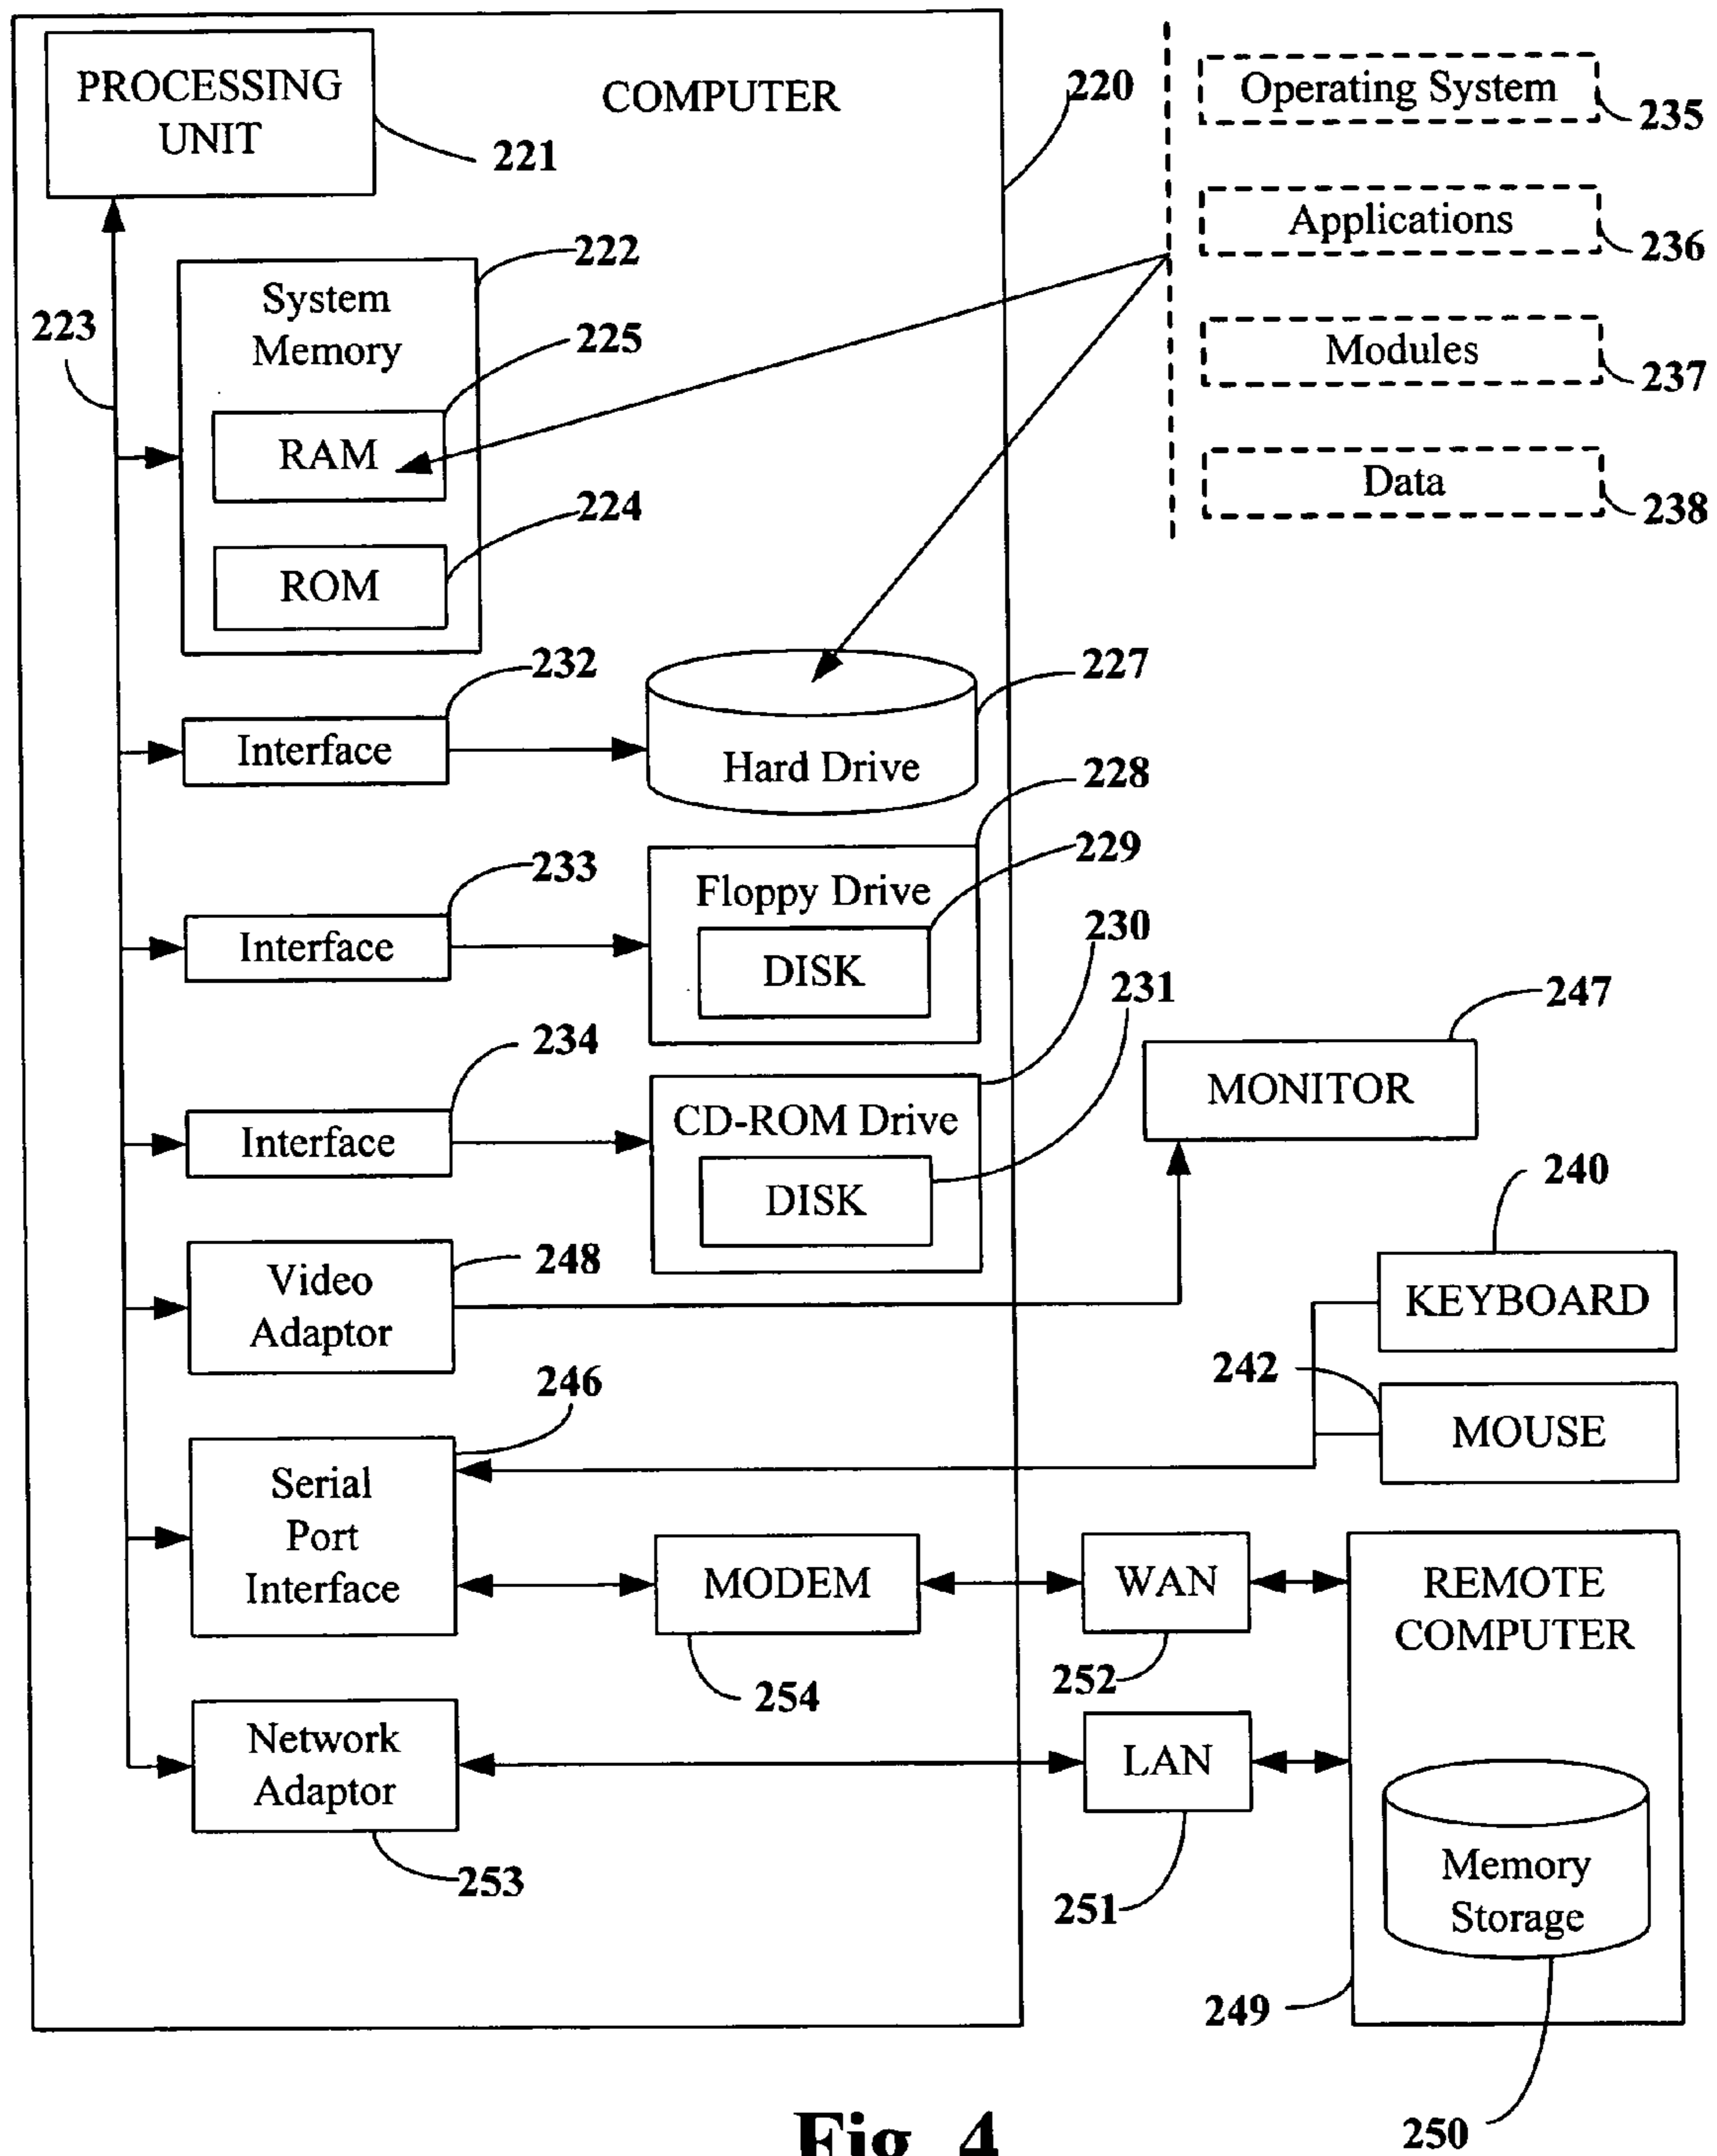 PROCESSING
UNIT
COMPUTER
220
221
Operating System
235
Applications
236
Modules
237
Data
238
222
System
Memory
223
225
RAM
224
ROM
232
Interface
227
Hard Drive
228
233
Interface
229
Floppy Drive
DISK
230
231
234
Interface
CD-ROM Drive
DISK
247
MONITOR
240
KEYBOARD
248
Video
Adaptor
242
MOUSE
246
Serial
Port
Interface
MODEM
254
WAN
252
REMOTE
COMPUTER
Network
Adaptor
253
LAN
251
Memory
Storage
249
250
Fig. 4